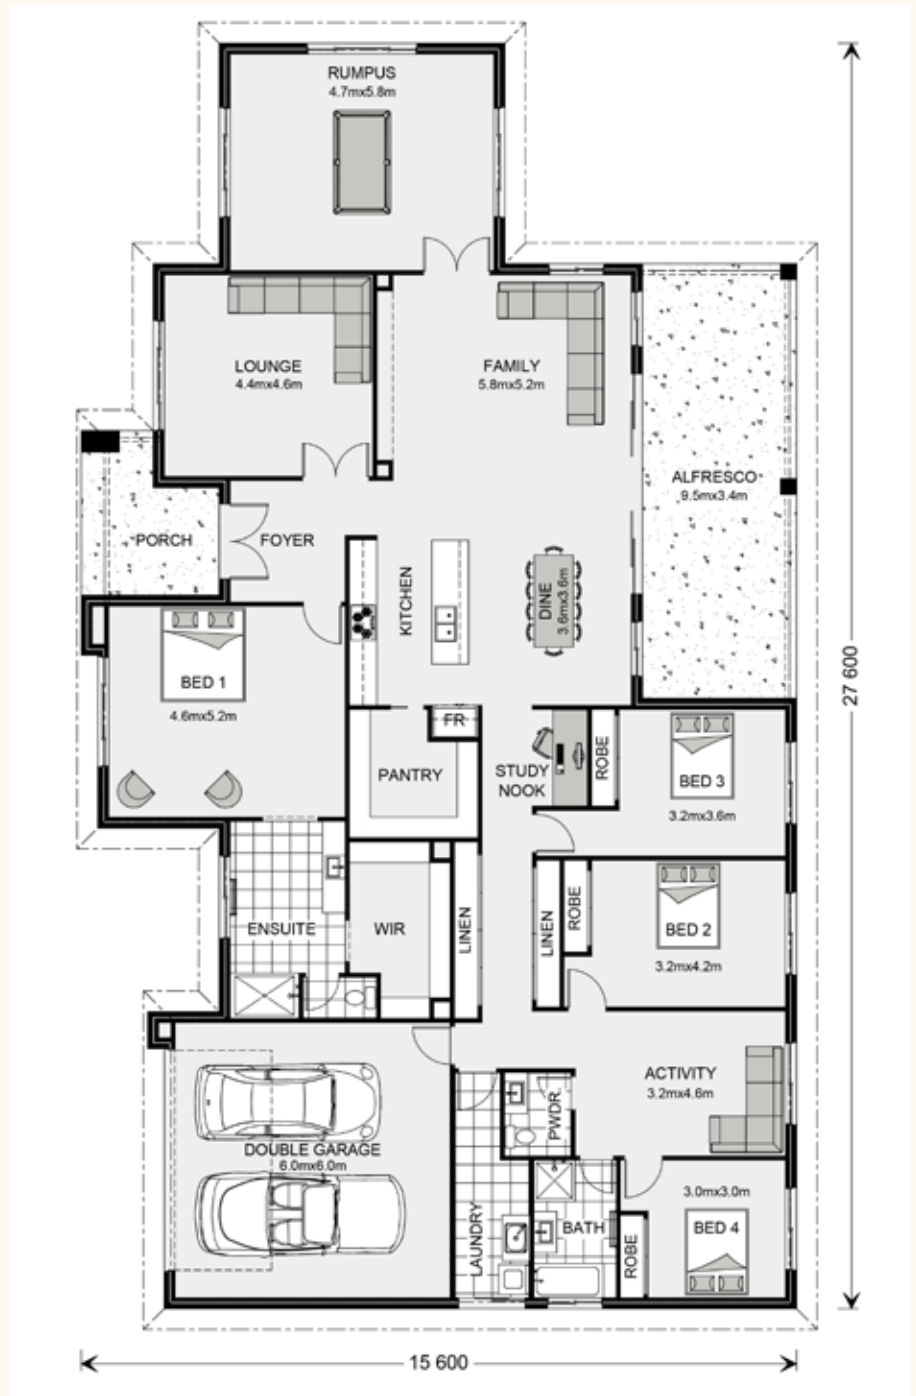 RUMPUS
4.7mx5.8m
LOUNGE
4.4mx4.6m
FAMILY
5.8mx5.2m
ALFRESCO
9.5mx3.4m
PORCH
FOYER
KITCHEN
DINE
3.6mx3.6m
27 600
BED 1
4.6mx5.2m
FR
PANTRY
STUDY
NOOK
ROBE
BED 3
3.2mx3.6m
ENSUITE
WIR
LINEN
LINEN
ROBE
BED 2
3.2mx4.2m
ACTIVITY
3.2mx4.6m
PWDR.
DOUBLE GARAGE
6.0mx6.0m
LAUNDRY
BATH
ROBE
3.0mx3.0m
BED 4
15 600